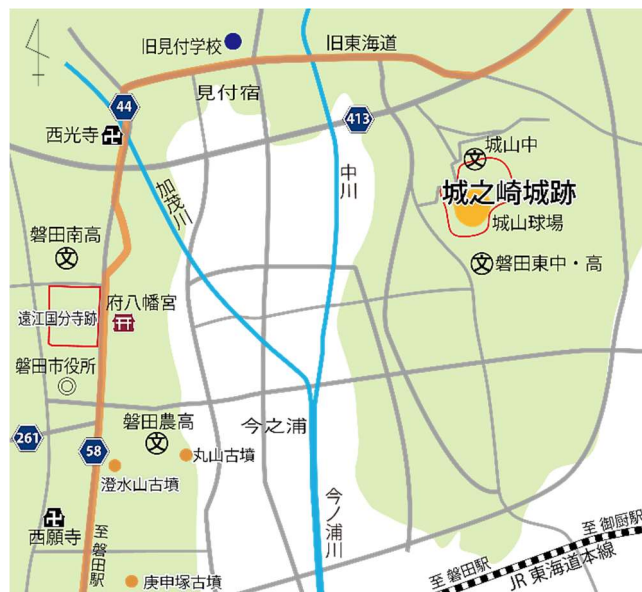 旧見付学校
旧東海道
見付宿
44
413
西光寺
城山中
城之崎城跡
城山球場
加茂川
中川
磐田南高
磐田東中・高
府八幡宮
遠江国分寺跡
磐田市役所
今之浦
磐田農高
261
58
丸山古墳
澄水山古墳
今ノ浦川
西願寺
至 磐田駅
庚申塚古墳
至 御厨駅
至 磐田駅
JR 東海道本線
文
文
文
文